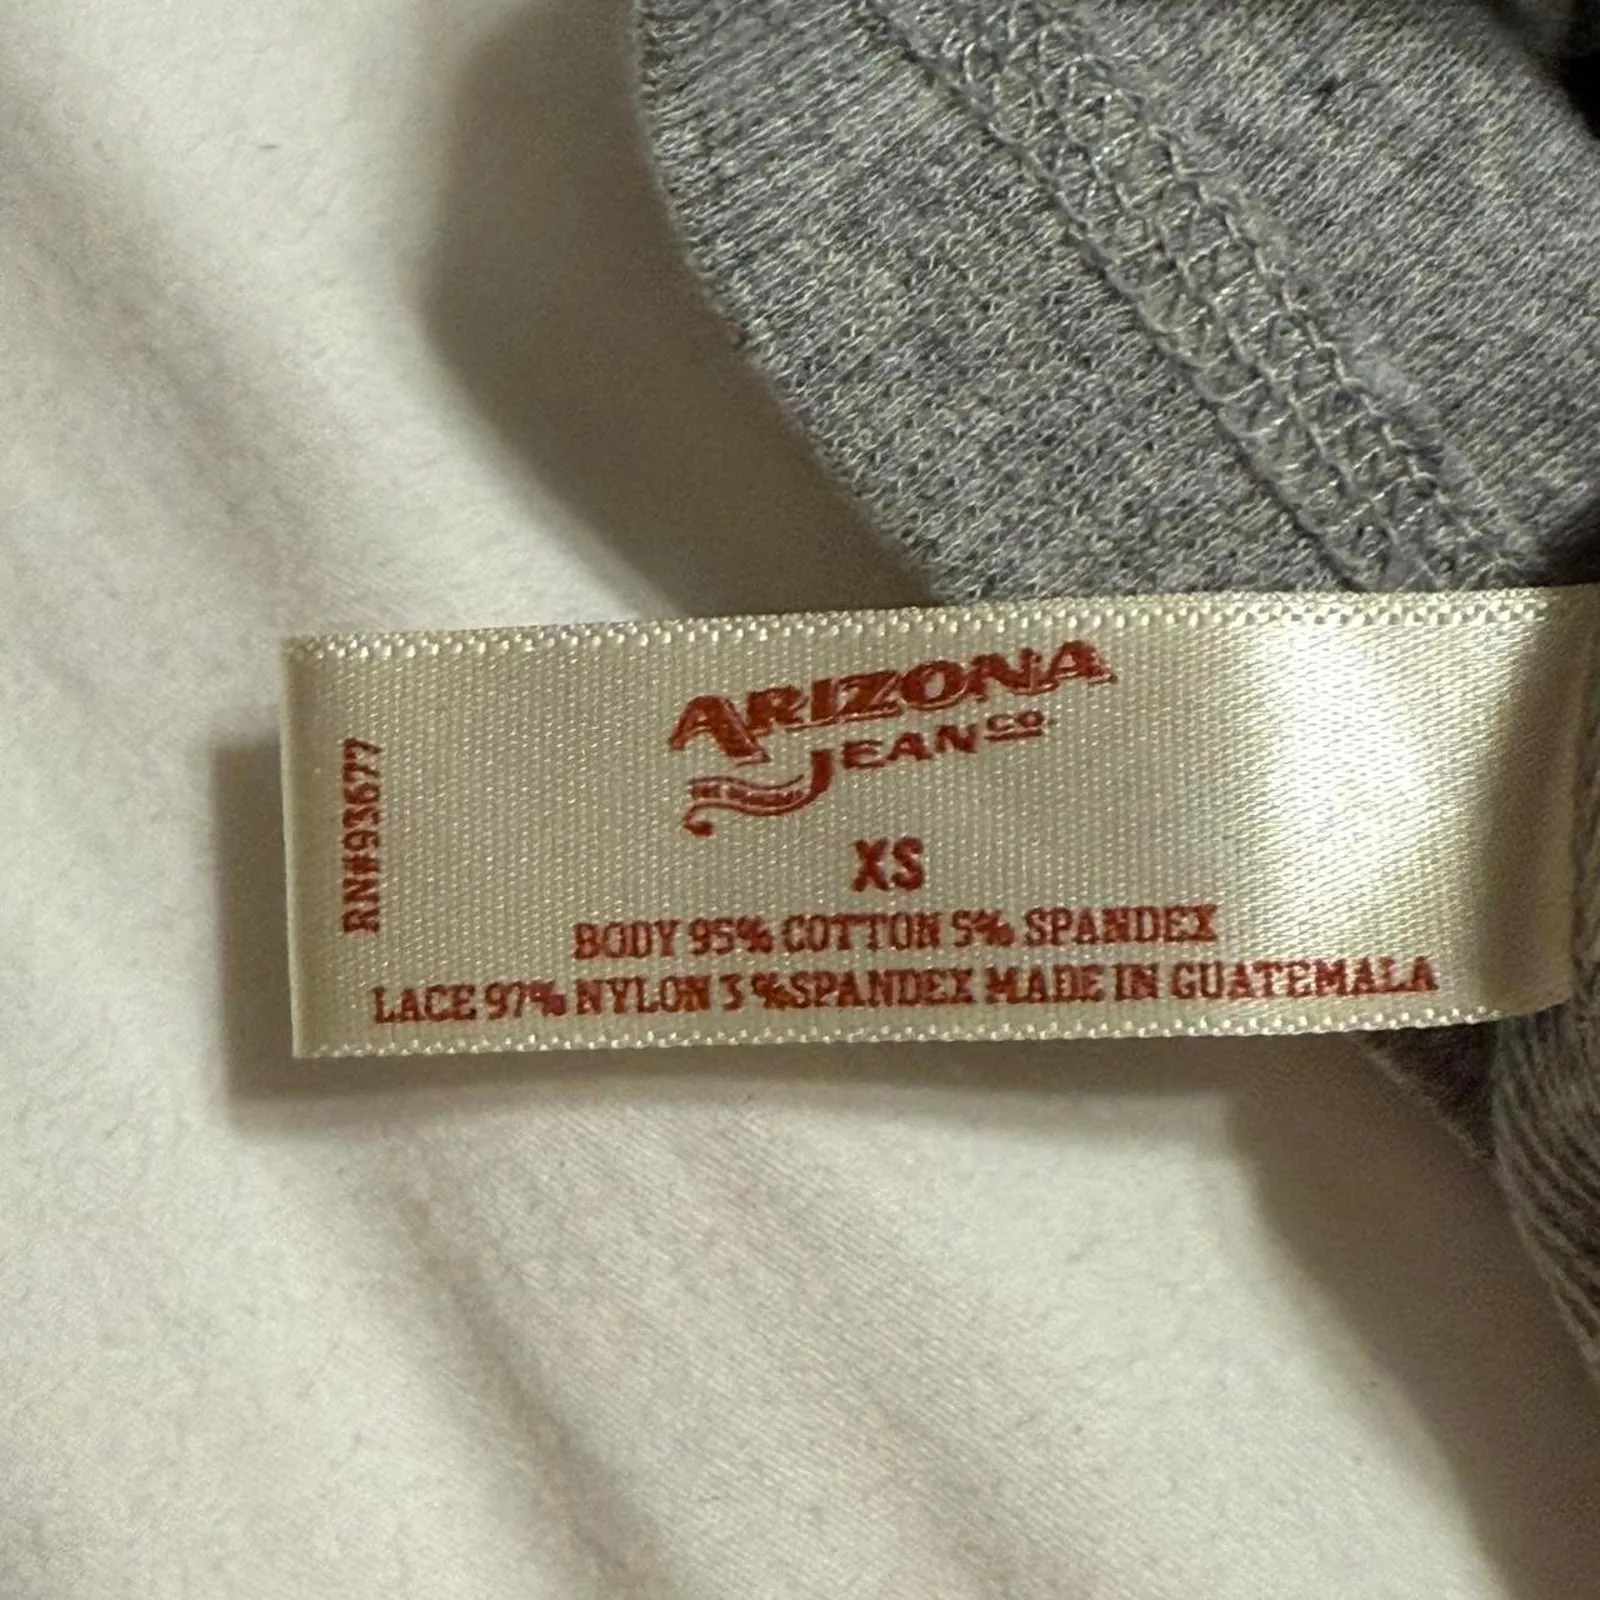 ARIZONA
JEAN CO.
XS
BODY 95% COTTON 5% SPANDEX
LACE 97% NYLON 3 %SPANDEX MADE IN GUATEMALA
RN#93677